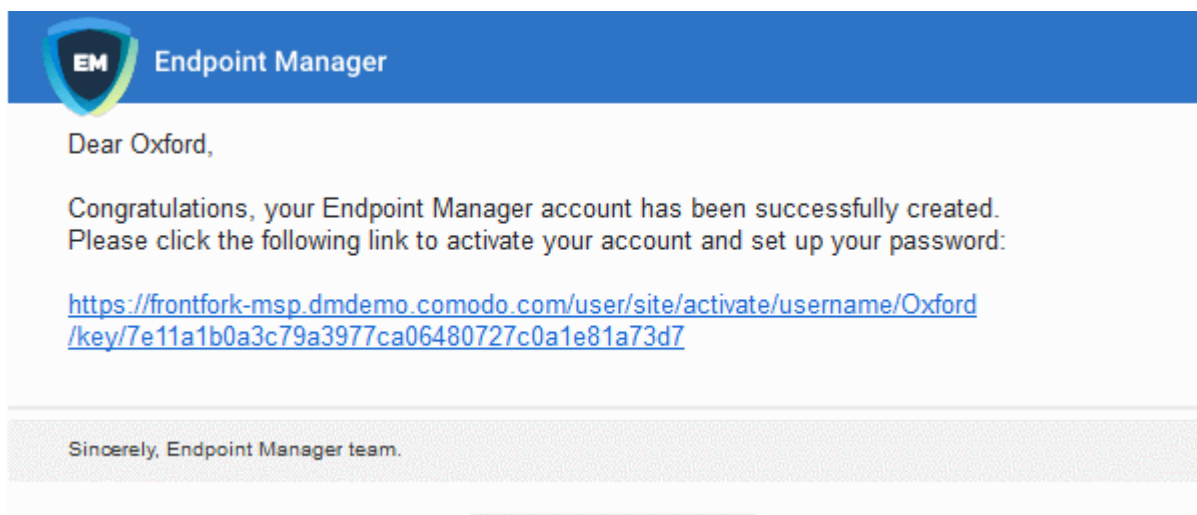 EM
Endpoint Manager
Dear Oxford,
Congratulations, your Endpoint Manager account has been successfully created.
Please click the following link to activate your account and set up your password:
https://frontfork-msp.dmdemo.comodo.com/user/site/activate/username/Oxford
/key/7e11a1b0a3c79a3977ca06480727c0a1e81a73d7
Sincerely, Endpoint Manager team.